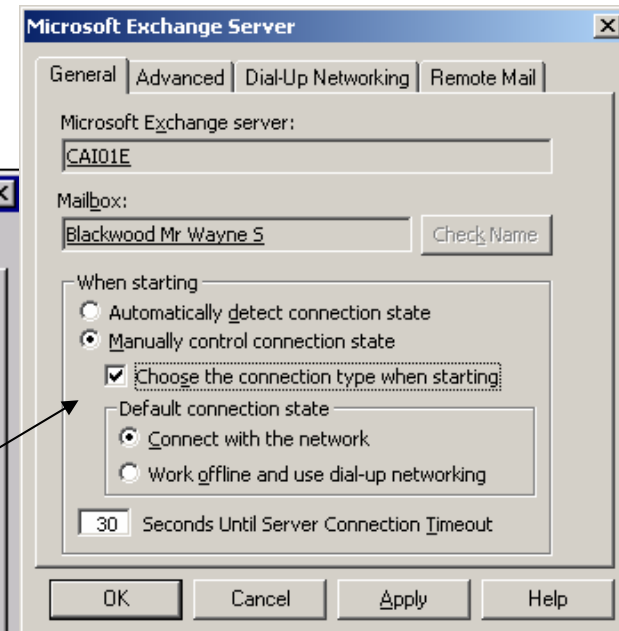 Microsoft Exchange Server
General Advanced Dial-Up Networking Remote Mail
Microsoft Exchange server:
CAI01E
Mailbox:
Blackwood Mr Wayne S Check Name
When starting
Automatically detect connection state
Manually control connection state
Choose the connection type when starting
Default connection state
Connect with the network
Work offline and use dial-up networking
30 Seconds Until Server Connection Timeout
OK Cancel Apply Help